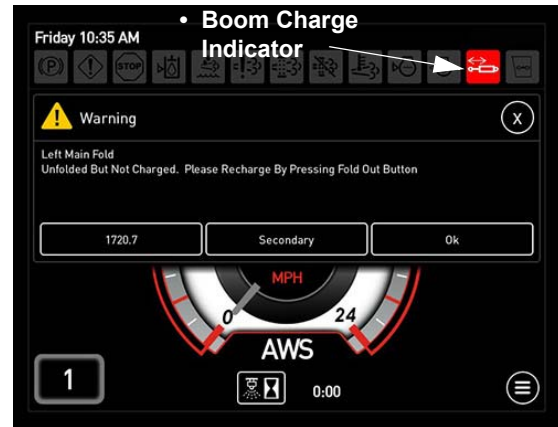 • Boom Charge
Indicator
Friday 10:35 AM
P
STOP
Warning
X
Left Main Fold
Unfolded But Not Charged. Please Recharge By Pressing Fold Out Button
1720.7
Secondary
Ok
MPH
0
24
AWS
1
0:00